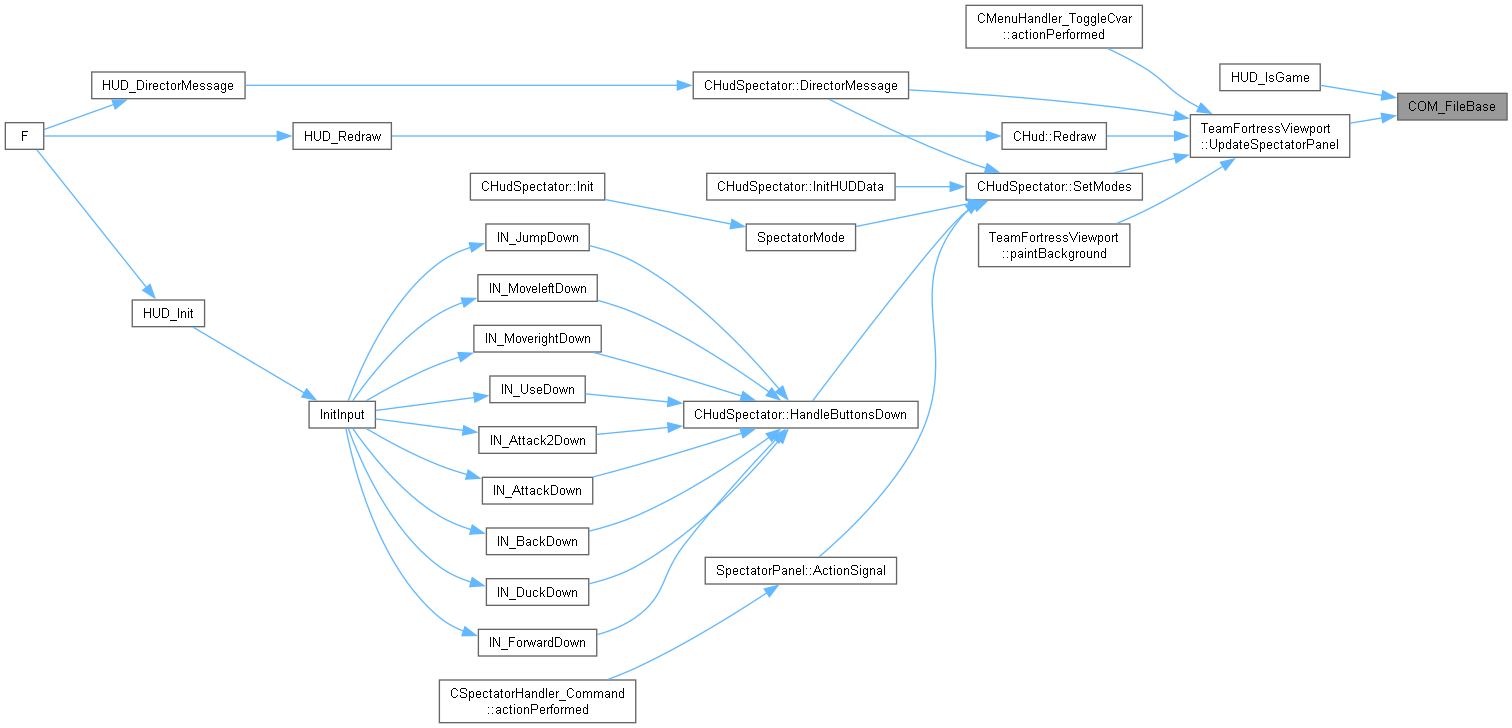 CMenuHandler_ToggleCvar
::actionPerformed
HUD_IsGame
HUD_DirectorMessage
CHudSpectator::DirectorMessage
COM_FileBase
F
HUD_Redraw
CHud::Redraw
TeamFortressViewport
::UpdateSpectatorPanel
CHudSpectator::Init
CHudSpectator::InitHUDData
CHudSpectator::SetModes
IN_JumpDown
SpectatorMode
TeamFortressViewport
::paintBackground
IN_MoveleftDown
HUD_Init
IN_MoverightDown
IN_UseDown
InitInput
CHudSpectator::HandleButtonsDown
IN_Attack2Down
IN_AttackDown
IN_BackDown
SpectatorPanel::ActionSignal
IN_DuckDown
IN_ForwardDown
CSpectatorHandler_Command
::actionPerformed